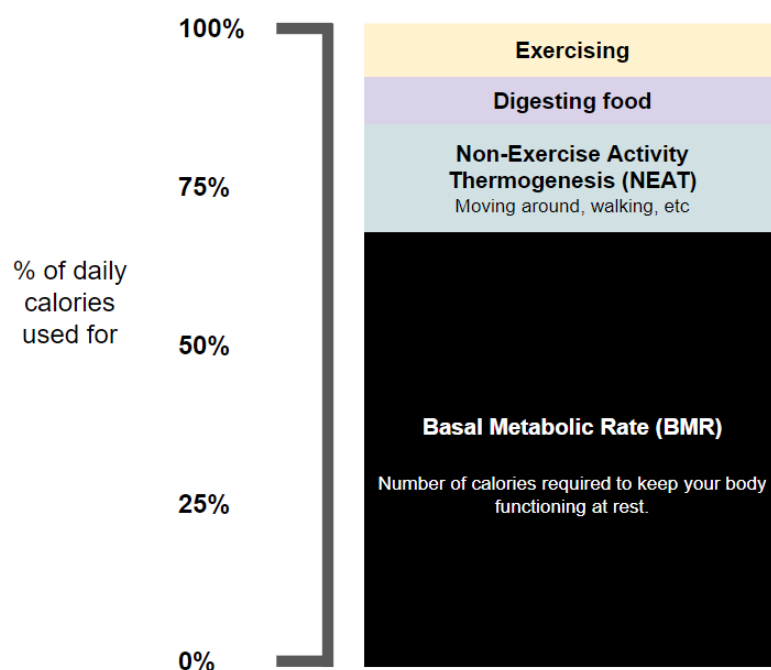 100%
Exercising
Digesting food
Non-Exercise Activity
Thermogenesis (NEAT)
Moving around, walking, etc
75%
% of daily
calories
used for
50%
Basal Metabolic Rate (BMR)
Number of calories required to keep your body
functioning at rest.
25%
0%